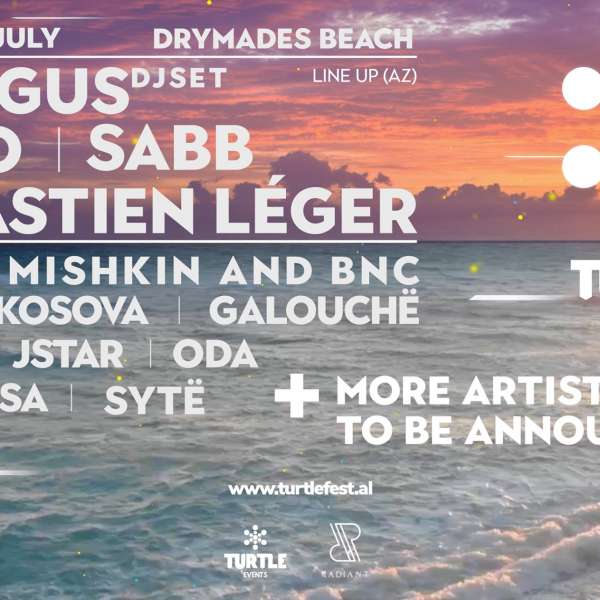 JULY DRYMADES BEACH
GUS DJSET LINE UP (AZ)
O | SABB
ASTIEN LÉGER
MISHKIN AND BNC
KOSOVA | GALOUCHË
JSTAR | ODA
SA | SYTË
+ MORE ARTIST
TO BE ANNOU
www.turtlefest.al
TURTLE
EVENTS
RADIANT